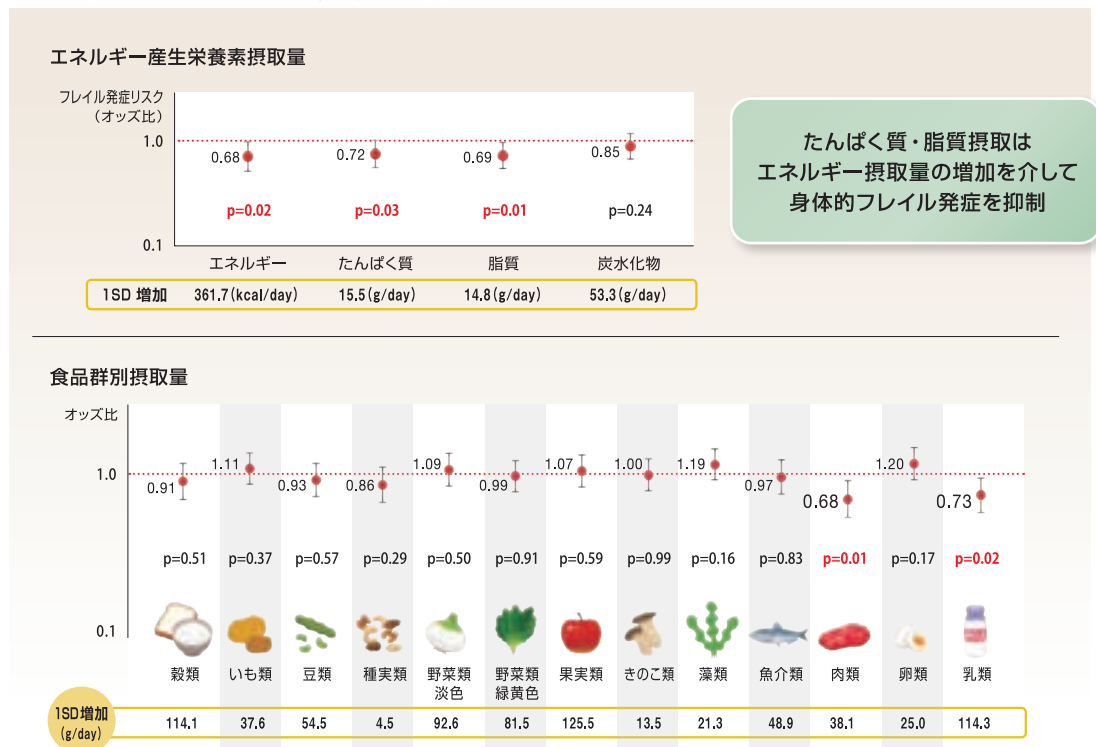 エネルギー産生栄養素摂取量
フレイル発症リスク
（オッズ比）
1.0
0.68
0.72
0.69
0.85
p=0.02
p=0.03
p=0.01
p=0.24
0.1
エネルギー
たんぱく質
脂質
炭水化物
1SD 増加 361.7(kcal/day) 15.5(g/day) 14.8(g/day) 53.3(g/day)
たんぱく質・脂質摂取は
エネルギー摂取量の増加を介して
身体的フレイル発症を抑制
食品群別摂取量
オッズ比
1.0
0.91
1.11
0.93
0.86
1.09
0.99
1.07
1.00
1.19
0.97
0.68
1.20
0.73
p=0.51 p=0.37 p=0.57 p=0.29 p=0.50 p=0.91 p=0.59 p=0.99 p=0.16 p=0.83 p=0.01 p=0.17 p=0.02
0.1
穀類
いも類
豆類
種実類
野菜類
淡色
野菜類
緑黄色
果実類
きのこ類
藻類
魚介類
肉類
卵類
乳類
1SD増加
(g/day)
114.1 37.6 54.5 4.5 92.6 81.5 125.5 13.5 21.3 48.9 38.1 25.0 114.3